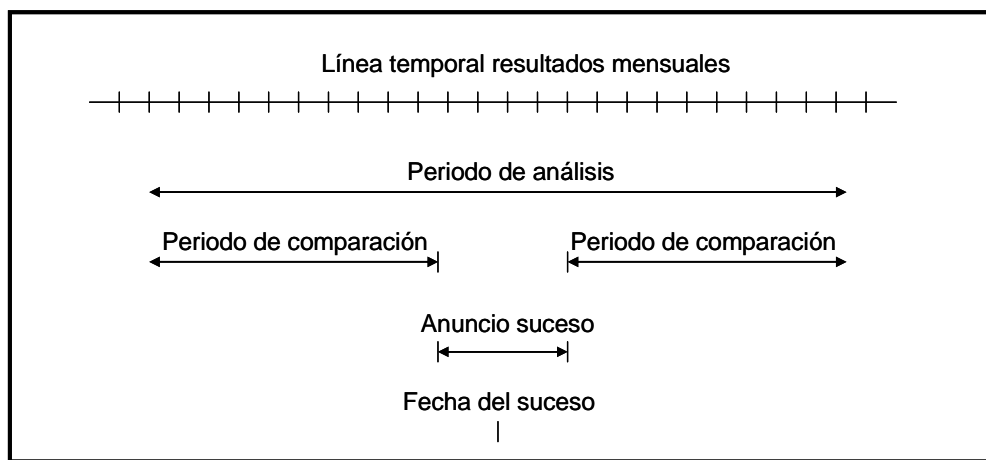 Línea temporal resultados mensuales
Periodo de análisis
Periodo de comparación Periodo de comparación
Anuncio suceso
Fecha del suceso